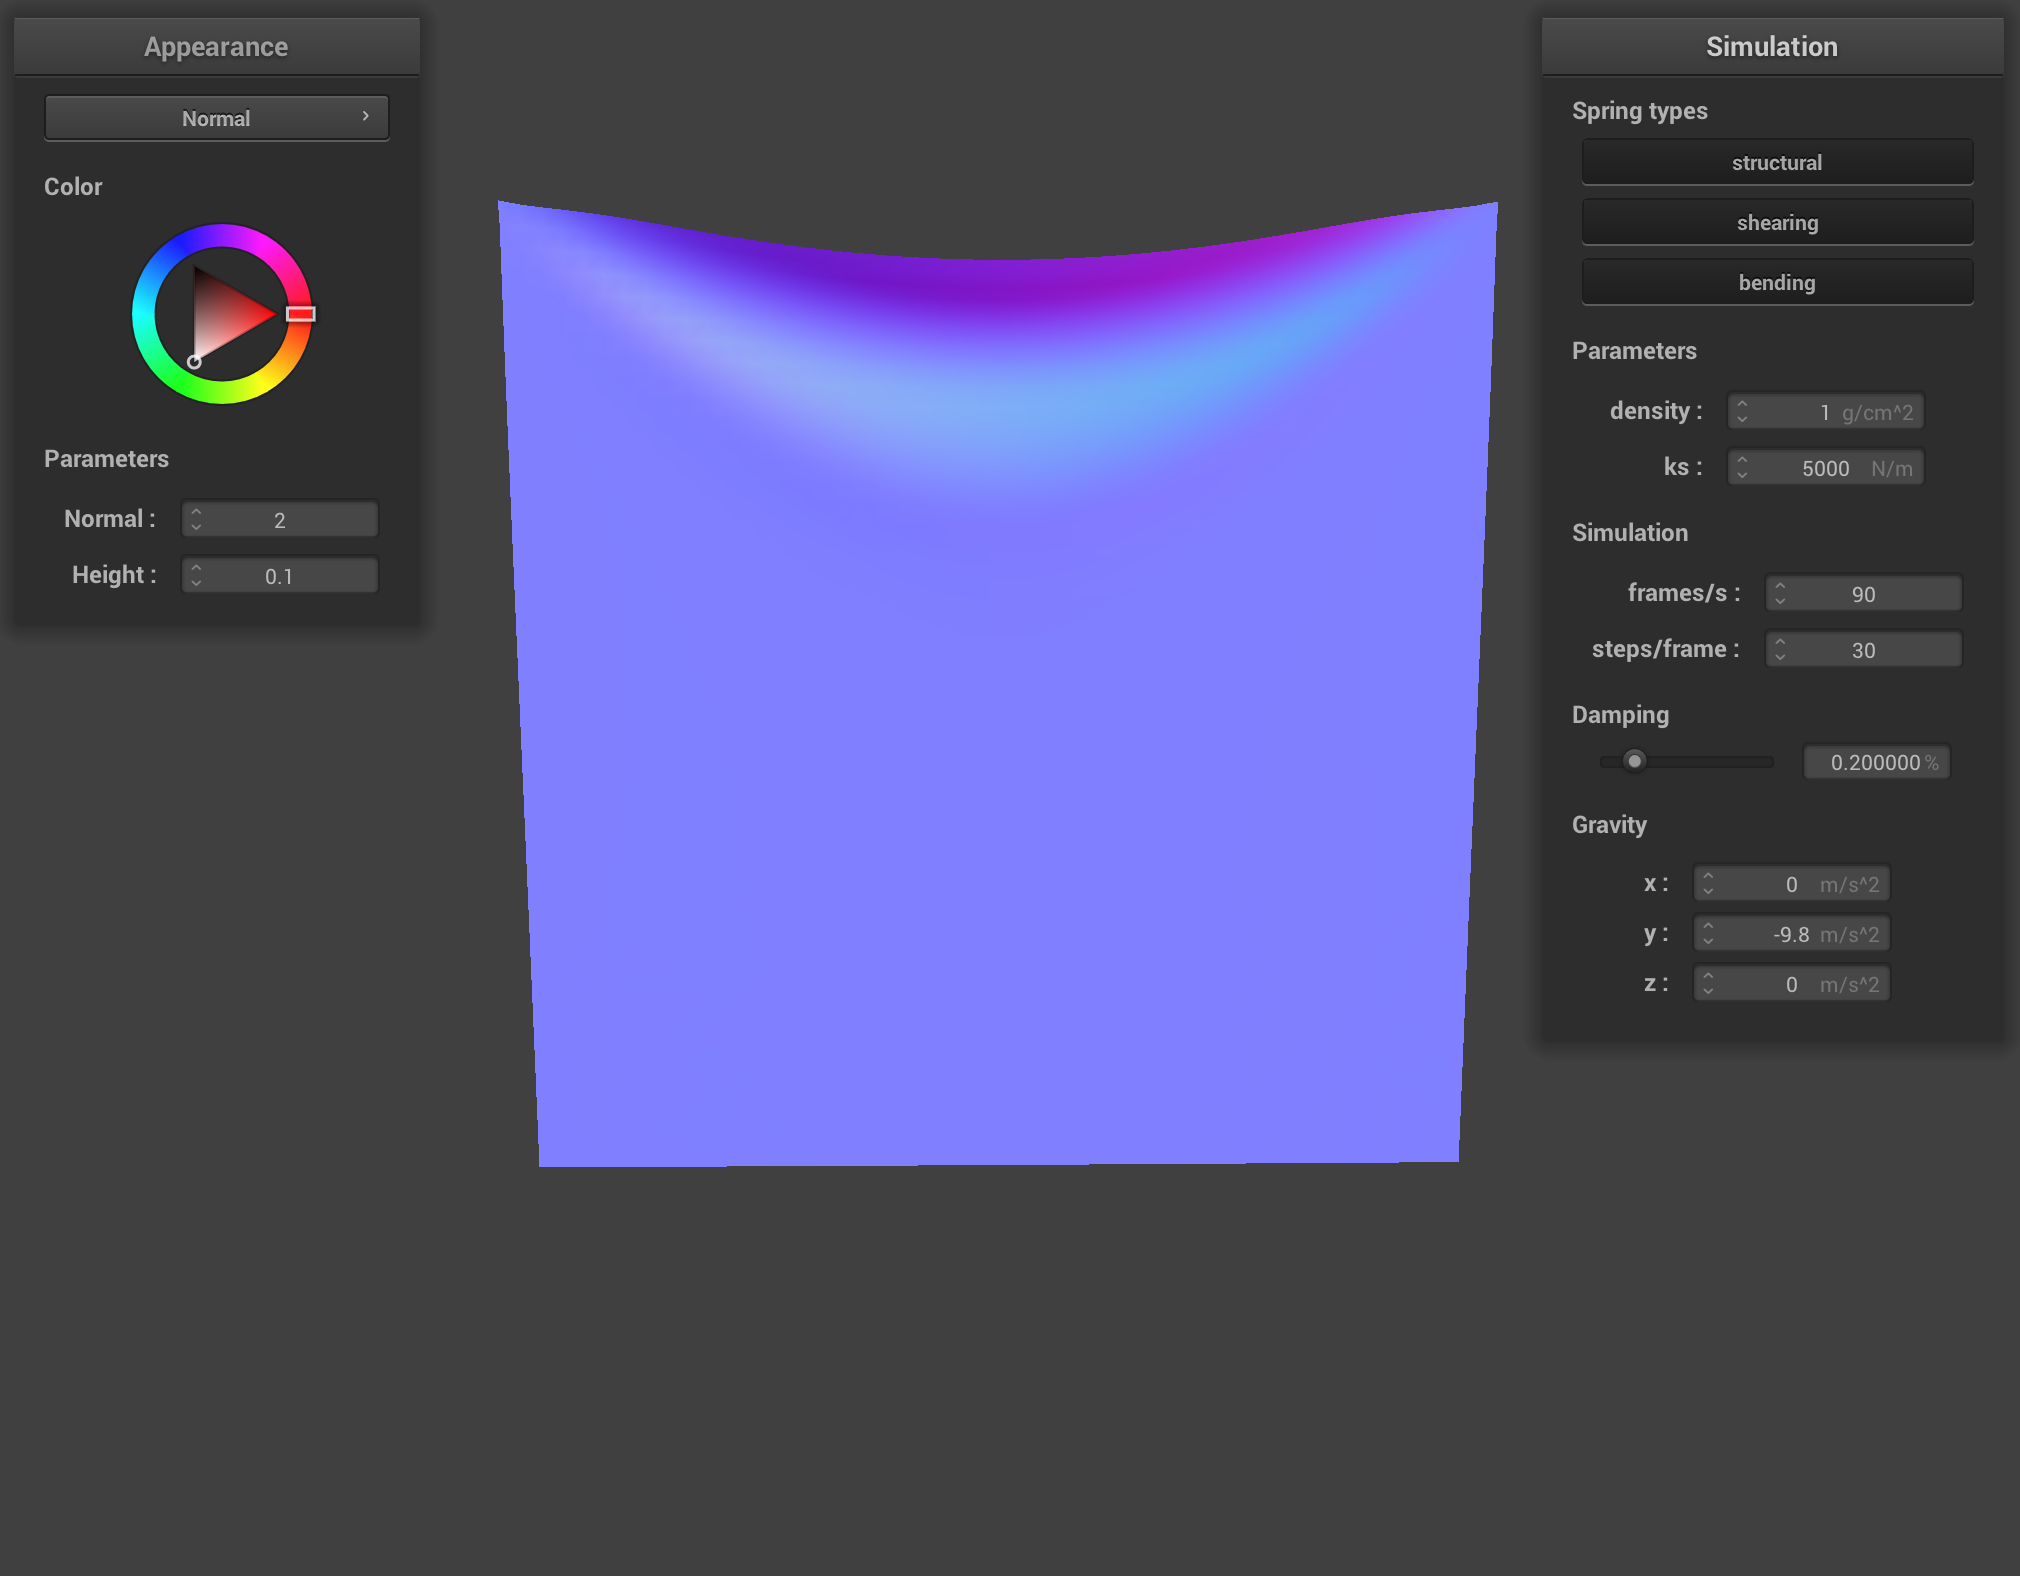 Appearance
Normal
Color
Parameters
Normal : 2
Height : 0.1
Simulation
Spring types
structural
shearing
bending
Parameters
density : 1 g/cm^2
ks : 5000 N/m
Simulation
frames/s : 90
steps/frame : 30
Damping
0.200000 %
Gravity
x : 0 m/s^2
y : -9.8 m/s^2
z : 0 m/s^2